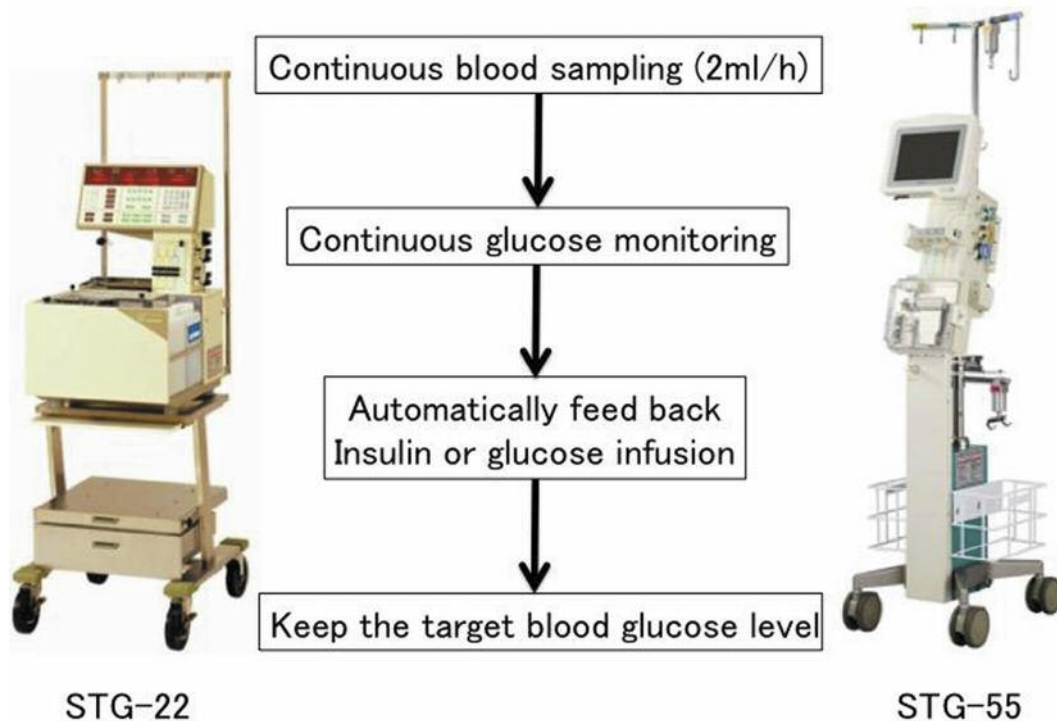 Continuous blood sampling (2ml/h)
Continuous glucose monitoring
Automatically feed back
Insulin or glucose infusion
Keep the target blood glucose level
STG-22
STG-55